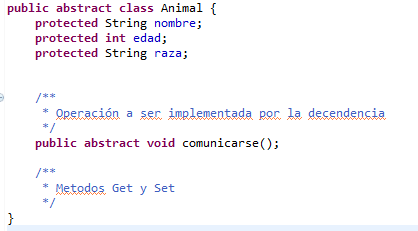 public abstract class Animal {
protected String nombre;
protected int edad;
protected String raza;
/**
* Operación a ser implementada por la decendencia
*/
public abstract void comunicarse();
/**
* Metodos Get y Set
*/
}